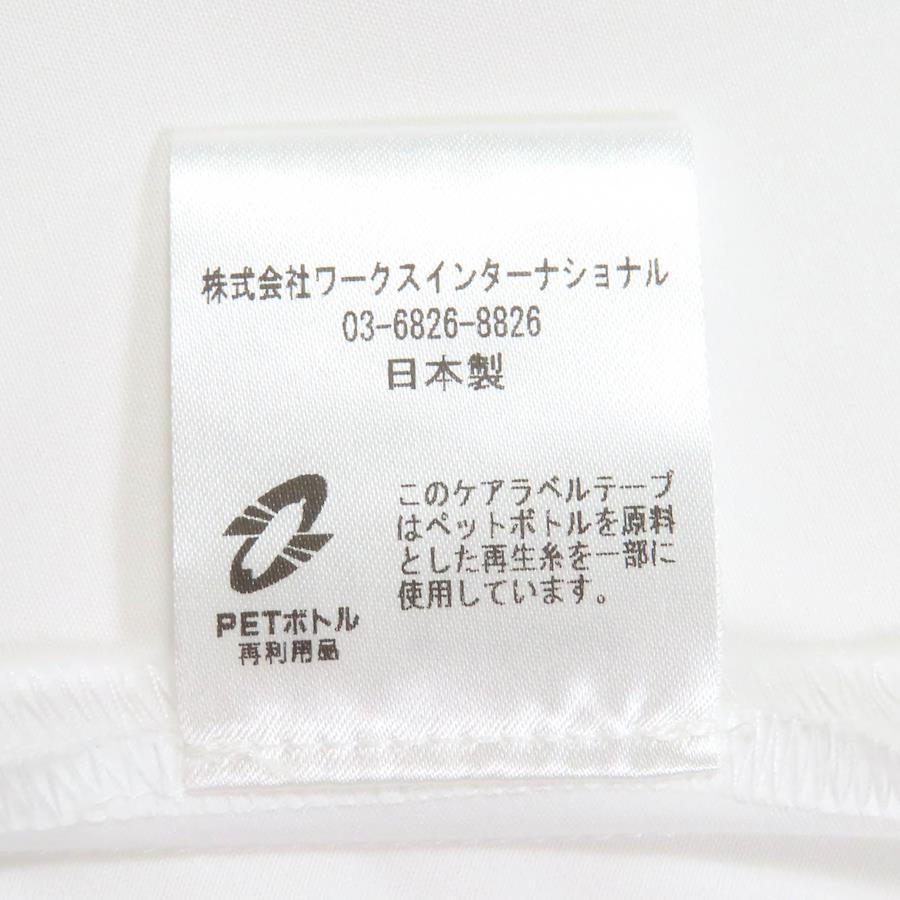 株式会社ワークスインターナショナル
03-6826-8826
日本製
このケアラベルテープ
はペットボトルを原料
とした再生糸を一部に
使用しています。
PETボトル
再利用品